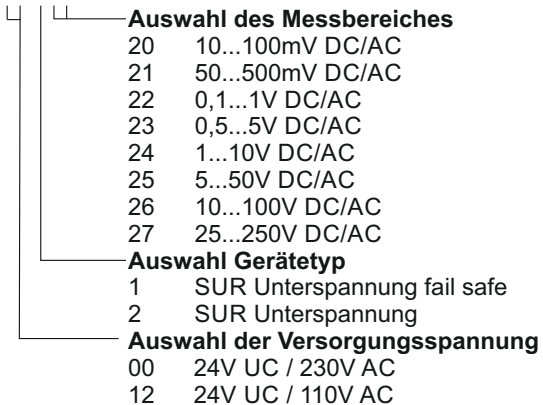 Auswahl des Messbereiches
20 10...100mV DC/AC
21 50...500mV DC/AC
22 0,1...1V DC/AC
23 0,5...5V DC/AC
24 1...10V DC/AC
25 5...50V DC/AC
26 10...100V DC/AC
27 25...250V DC/AC
Auswahl Gerätetyp
1 SUR Unterspannung fail safe
2 SUR Unterspannung
Auswahl der Versorgungsspannung
00 24V UC / 230V AC
12 24V UC / 110V AC